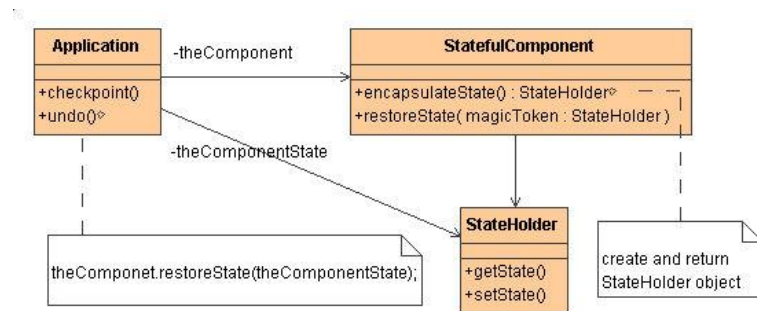 Application
+checkpoint()
+undo()
-theComponent
StatefulComponent
+encapsulateState() : StateHolder
+restoreState( magicToken : StateHolder )
-theComponentState
StateHolder
+getState()
+setState()
theComponet.restoreState(theComponentState);
create and return
StateHolder object